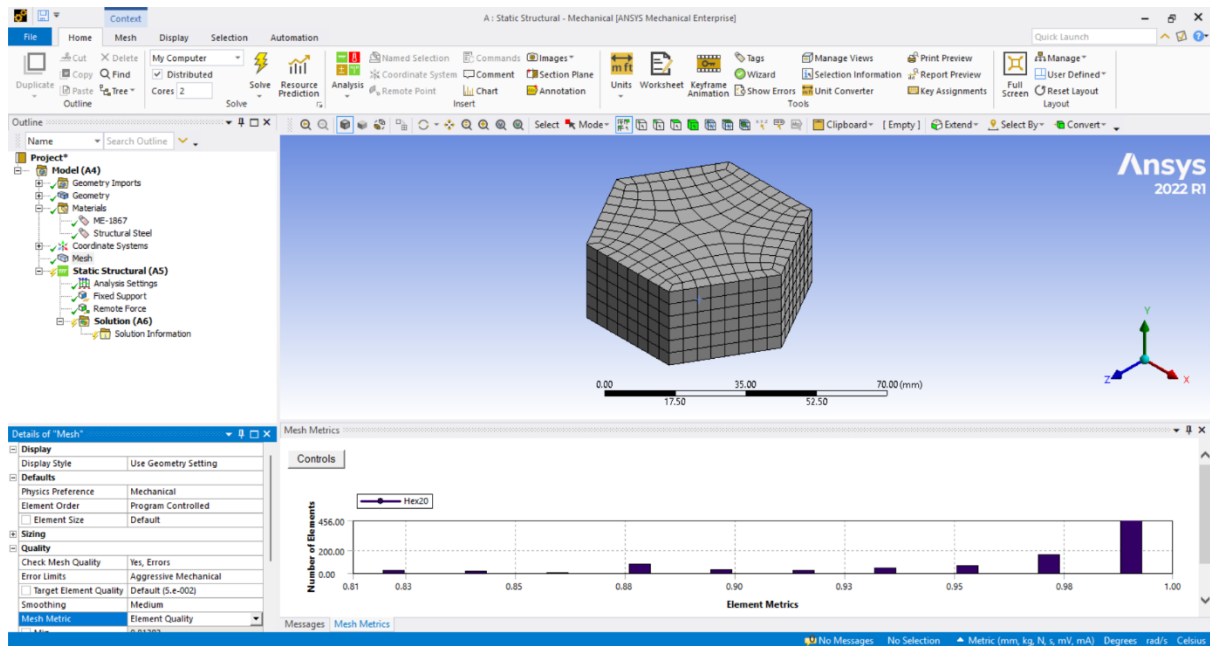 Context
A : Static Structural - Mechanical [ANSYS Mechanical Enterprise]
File Home Mesh Display Selection Automation
Quick Launch
Duplicate
Cut Delete
Copy Find
Paste Tree
Outline
My Computer
Distributed
Cores 2
Solve
Resource Prediction
Solve
Analysis
Named Selection
Coordinate System
Remote Point
Commands
Comment
Chart
Images
Section Plane
Annotation
Insert
Units
Worksheet
Keyframe Animation
Tags
Wizard
Show Errors
Manage Views
Selection Information
Unit Converter
Print Preview
Report Preview
Key Assignments
Tools
Full Screen
Manage
User Defined
Reset Layout
Layout
Outline
Name Search Outline
Select Mode Clipboard [ Empty ] Extend Select By Convert
Project*
Model (A4)
Geometry Imports
Geometry
Materials
ME-1867
Structural Steel
Coordinate Systems
Mesh
Static Structural (A5)
Analysis Settings
Fixed Support
Remote Force
Solution (A6)
Solution Information
Ansys
2022 R1
0.00 35.00 70.00 (mm)
17.50 52.50
Y
Z X
Details of "Mesh"
Display
Display Style Use Geometry Setting
Defaults
Physics Preference Mechanical
Element Order Program Controlled
Element Size Default
Sizing
Quality
Check Mesh Quality Yes, Errors
Error Limits Aggressive Mechanical
Target Element Quality Default (5.e-002)
Smoothing Medium
Mesh Metric Element Quality
Mesh Metrics
Controls
Hex20
Number of Elements
456.00
200.00
0.00
0.81 0.83 0.85 0.88 0.90 0.93 0.95 0.98 1.00
Element Metrics
Messages Mesh Metrics
No Messages No Selection Metric (mm, kg, N, s, mV, mA) Degrees rad/s Celsius